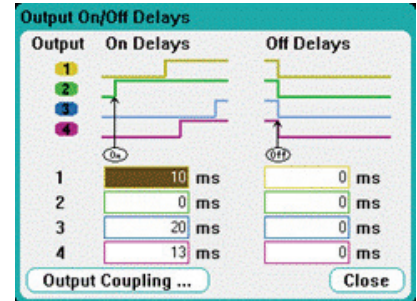 Output On/Off Delays
Output On Delays Off Delays
1
2
3
4
On Off
1 10 ms 0 ms
2 0 ms 0 ms
3 20 ms 0 ms
4 13 ms 0 ms
Output Coupling ... Close